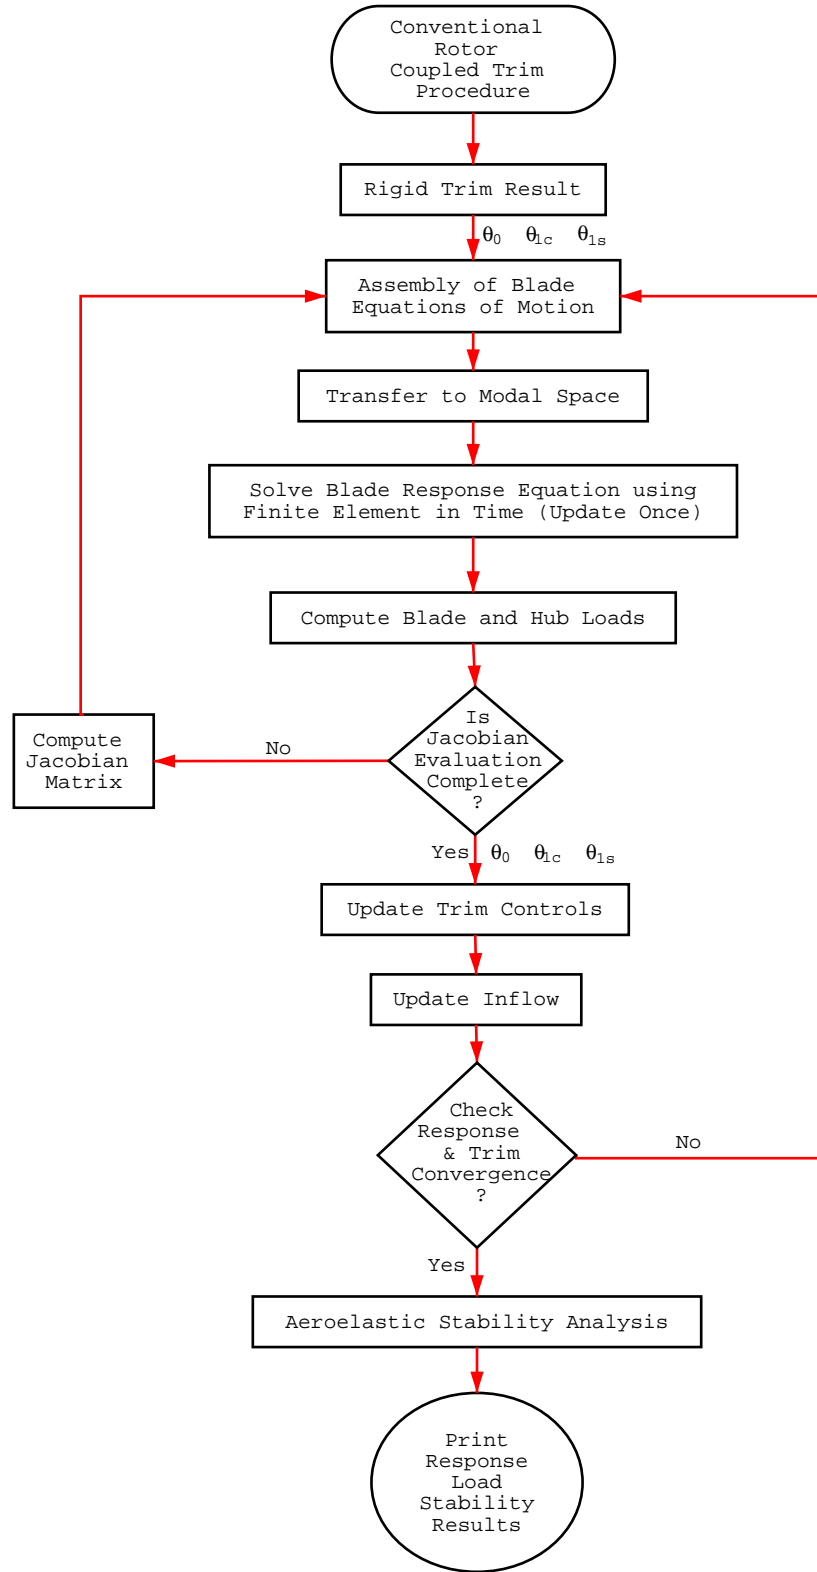 Conventional
Rotor
Coupled Trim
Procedure
Rigid Trim Result
θ0 θ1c θ1s
Assembly of Blade
Equations of Motion
Transfer to Modal Space
Solve Blade Response Equation using
Finite Element in Time (Update Once)
Compute Blade and Hub Loads
Is
Jacobian
Evaluation
Complete
?
No
Compute
Jacobian
Matrix
Yes θ0 θ1c θ1s
Update Trim Controls
Update Inflow
Check
Response
& Trim
Convergence
?
No
Yes
Aeroelastic Stability Analysis
Print
Response
Load
Stability
Results